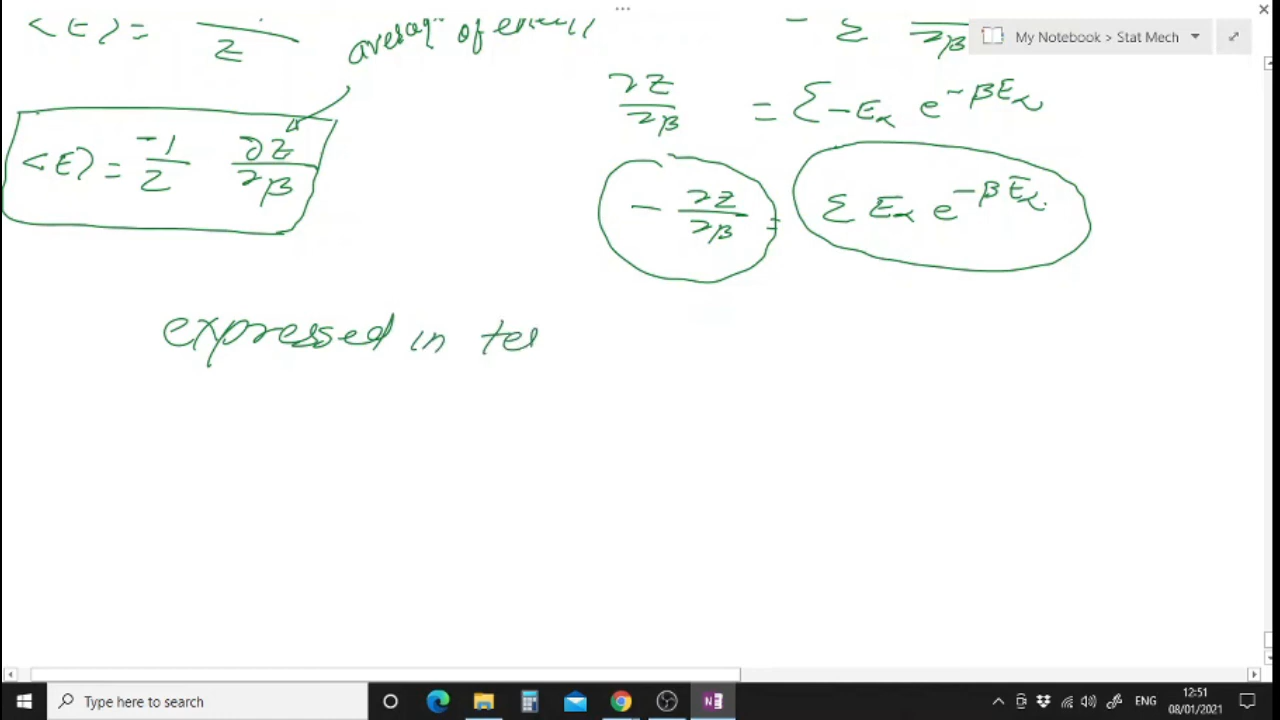 <E> =
Z
average of energy
Σ
∂β
My Notebook > Stat Mech
∂Z/∂β = Σ -Eα e^-βEα
<E> = -1/Z ∂Z/∂β
- ∂Z/∂β = Σ Eα e^-βEα.
expressed in te
Type here to search
ENG
12:51
08/01/2021